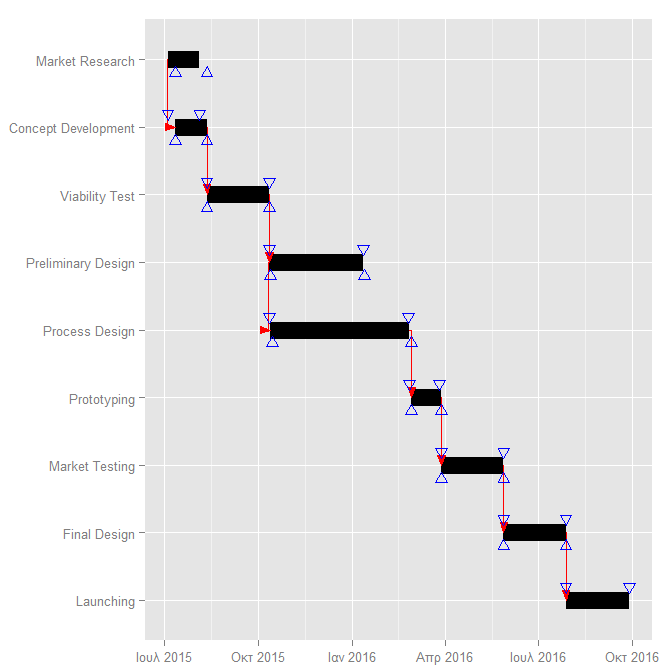 Market Research
Concept Development
Viability Test
Preliminary Design
Process Design
Prototyping
Market Testing
Final Design
Launching
Ιουλ 2015
Οκτ 2015
Ιαν 2016
Απρ 2016
Ιουλ 2016
Οκτ 2016